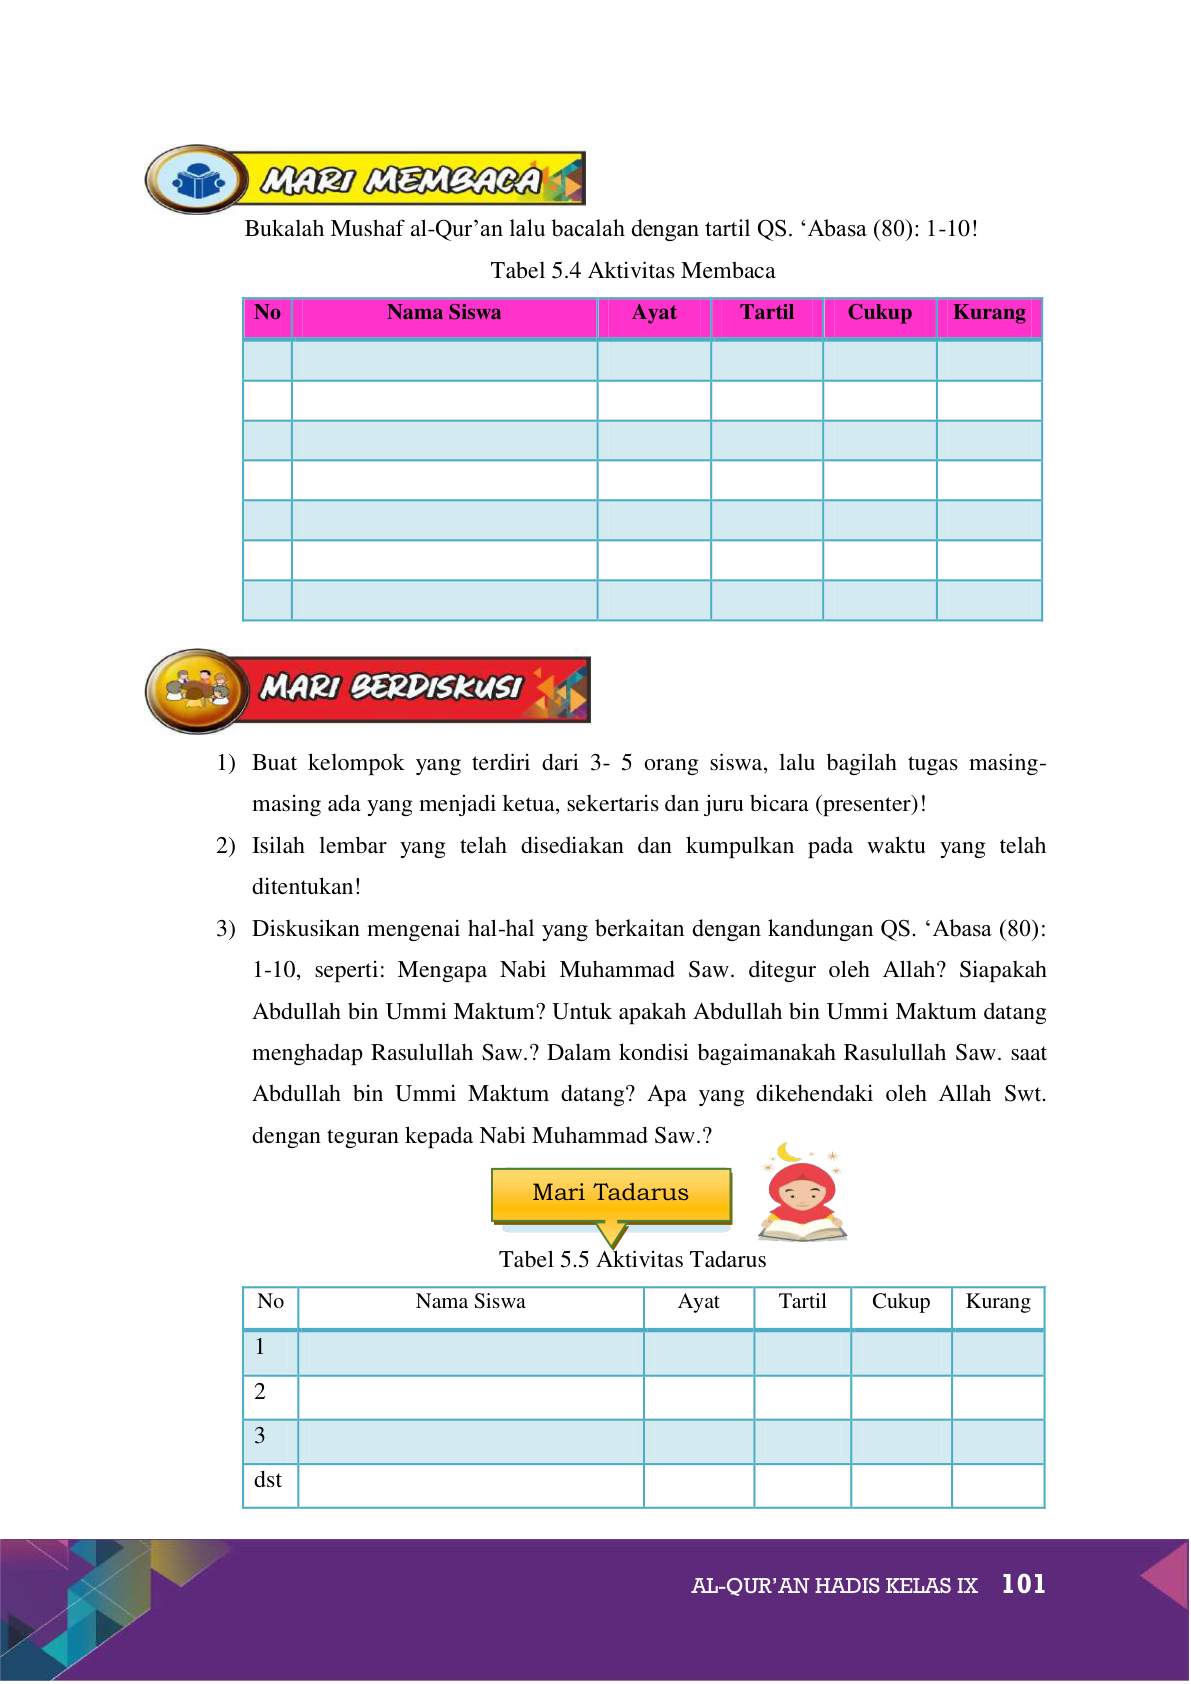 MARI MEMBACA
Bukalah Mushaf al-Qur’an lalu bacalah dengan tartil QS. ‘Abasa (80): 1-10!
Tabel 5.4 Aktivitas Membaca
No Nama Siswa Ayat Tartil Cukup Kurang
MARI BERDISKUSI
1) Buat kelompok yang terdiri dari 3- 5 orang siswa, lalu bagilah tugas masing-
masing ada yang menjadi ketua, sekertaris dan juru bicara (presenter)!
2) Isilah lembar yang telah disediakan dan kumpulkan pada waktu yang telah
ditentukan!
3) Diskusikan mengenai hal-hal yang berkaitan dengan kandungan QS. ‘Abasa (80):
1-10, seperti: Mengapa Nabi Muhammad Saw. ditegur oleh Allah? Siapakah
Abdullah bin Ummi Maktum? Untuk apakah Abdullah bin Ummi Maktum datang
menghadap Rasulullah Saw.? Dalam kondisi bagaimanakah Rasulullah Saw. saat
Abdullah bin Ummi Maktum datang? Apa yang dikehendaki oleh Allah Swt.
dengan teguran kepada Nabi Muhammad Saw.?
Mari Tadarus
Tabel 5.5 Aktivitas Tadarus
No Nama Siswa Ayat Tartil Cukup Kurang
1
2
3
dst
AL-QUR’AN HADIS KELAS IX 101